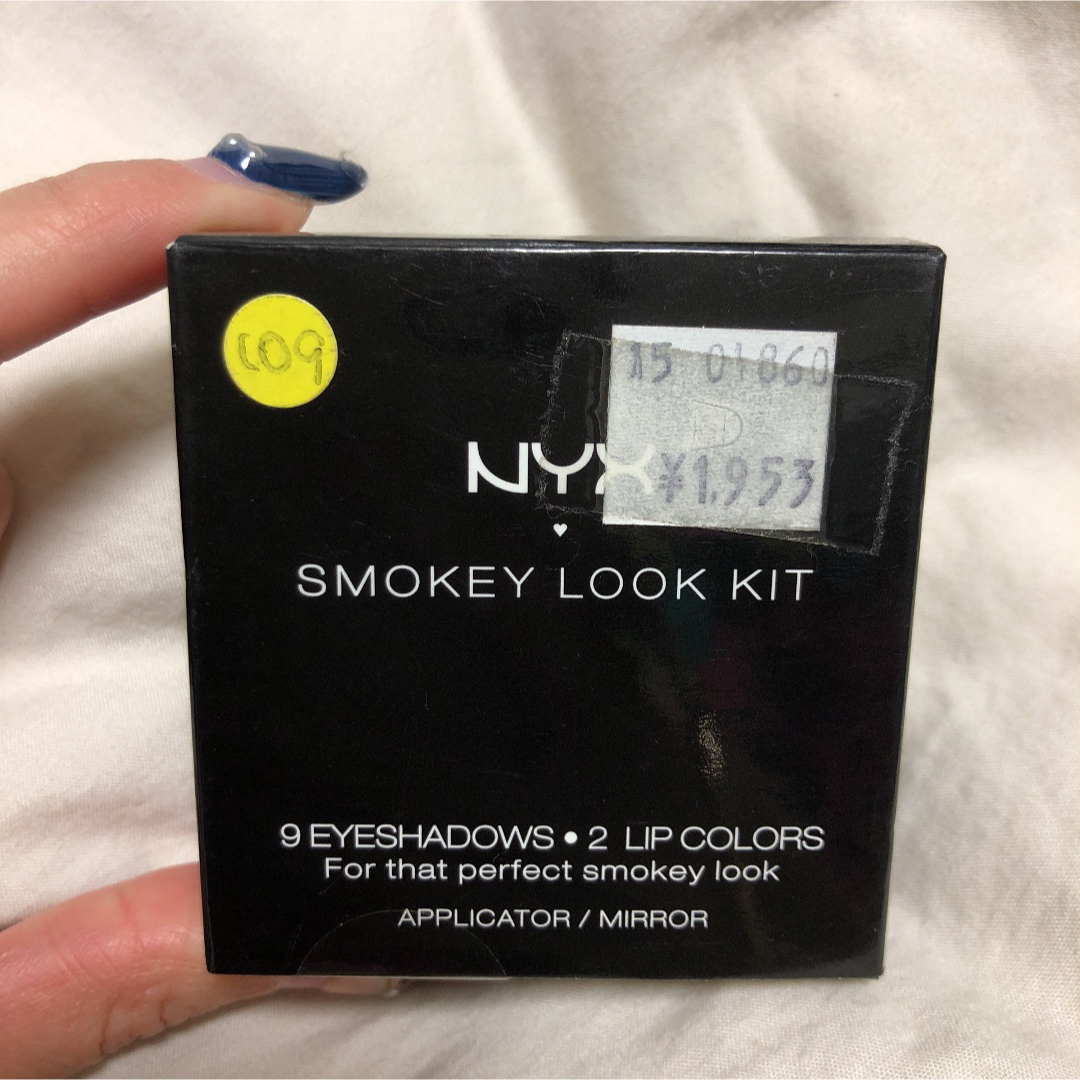 609
15 01860
NYX
¥1,953
SMOKEY LOOK KIT
9 EYESHADOWS • 2 LIP COLORS
For that perfect smokey look
APPLICATOR / MIRROR